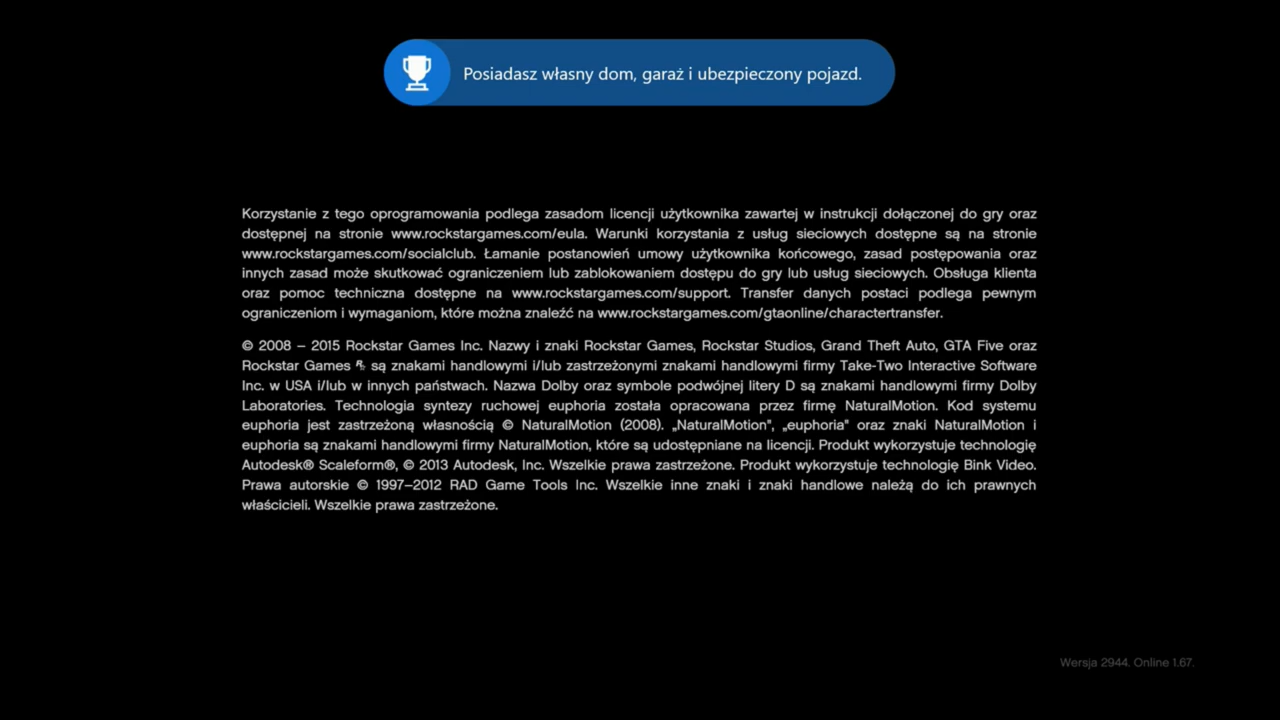 Posiadasz własny dom, garaż i ubezpieczony pojazd.
Korzystanie z tego oprogramowania podlega zasadom licencji użytkownika zawartej w instrukcji dołączonej do gry oraz
dostępnej na stronie www.rockstargames.com/eula. Warunki korzystania z usług sieciowych dostępne są na stronie
www.rockstargames.com/socialclub. Łamanie postanowień umowy użytkownika końcowego, zasad postępowania oraz
innych zasad może skutkować ograniczeniem lub zablokowaniem dostępu do gry lub usług sieciowych. Obsługa klienta
oraz pomoc techniczna dostępne na www.rockstargames.com/support. Transfer danych postaci podlega pewnym
ograniczeniom i wymaganiom, które można znaleźć na www.rockstargames.com/gtaonline/charactertransfer.
© 2008 – 2015 Rockstar Games Inc. Nazwy i znaki Rockstar Games, Rockstar Studios, Grand Theft Auto, GTA Five oraz
Rockstar Games R* są znakami handlowymi i/lub zastrzeżonymi znakami handlowymi firmy Take-Two Interactive Software
Inc. w USA i/lub w innych państwach. Nazwa Dolby oraz symbole podwójnej litery D są znakami handlowymi firmy Dolby
Laboratories. Technologia syntezy ruchowej euphoria została opracowana przez firmę NaturalMotion. Kod systemu
euphoria jest zastrzeżoną własnością © NaturalMotion (2008). „NaturalMotion", „euphoria" oraz znaki NaturalMotion i
euphoria są znakami handlowymi firmy NaturalMotion, które są udostępniane na licencji. Produkt wykorzystuje technologię
Autodesk® Scaleform®, © 2013 Autodesk, Inc. Wszelkie prawa zastrzeżone. Produkt wykorzystuje technologię Bink Video.
Prawa autorskie © 1997–2012 RAD Game Tools Inc. Wszelkie inne znaki i znaki handlowe należą do ich prawnych
właścicieli. Wszelkie prawa zastrzeżone.
Wersja 2944. Online 1.67.